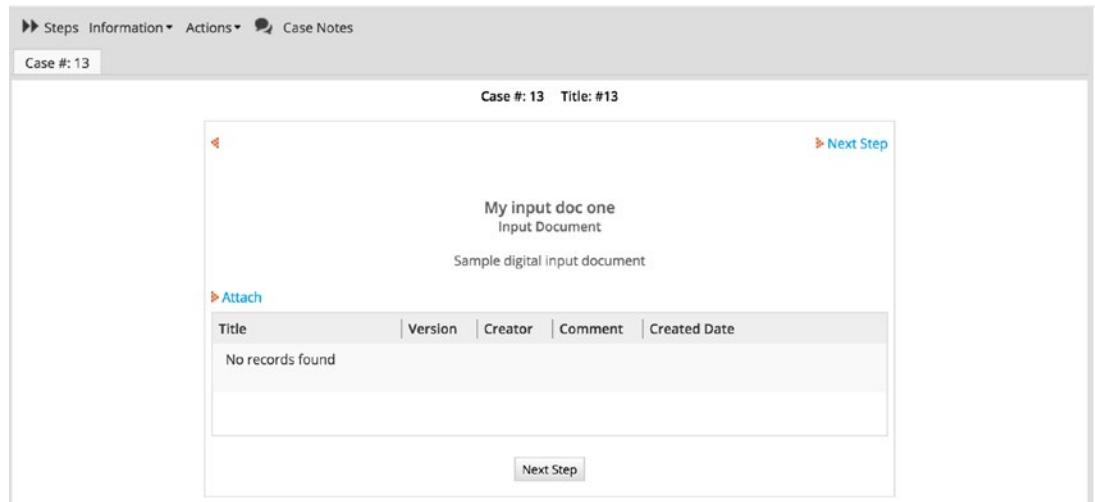 Steps Information Actions Case Notes
Case #: 13
Case #: 13 Title: #13
Next Step
My input doc one
Input Document
Sample digital input document
Attach
Title Version Creator Comment Created Date
No records found
Next Step